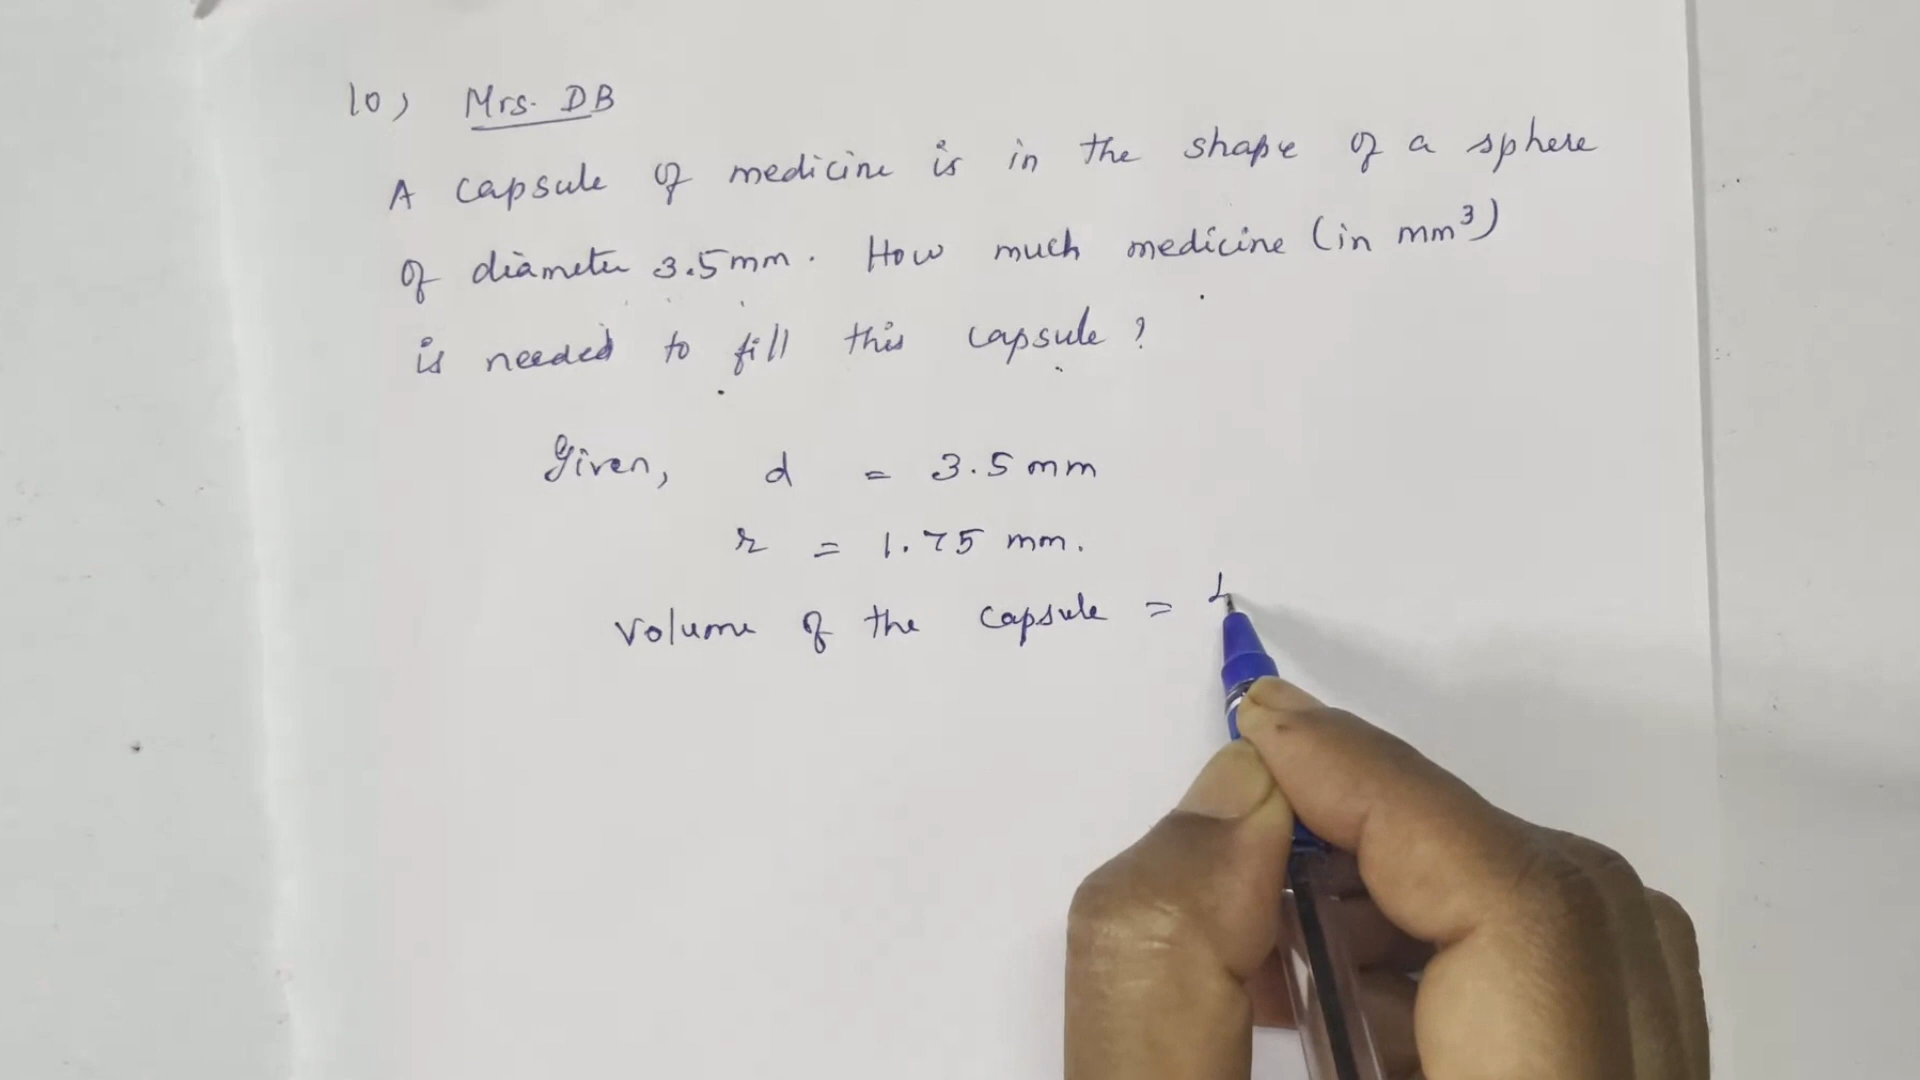 10) Mrs. DB
A capsule of medicine is in the shape of a sphere
of diameter 3.5mm. How much medicine (in mm³)
is needed to fill this capsule?
Given, d = 3.5 mm
r = 1.75 mm.
Volume of the capsule =